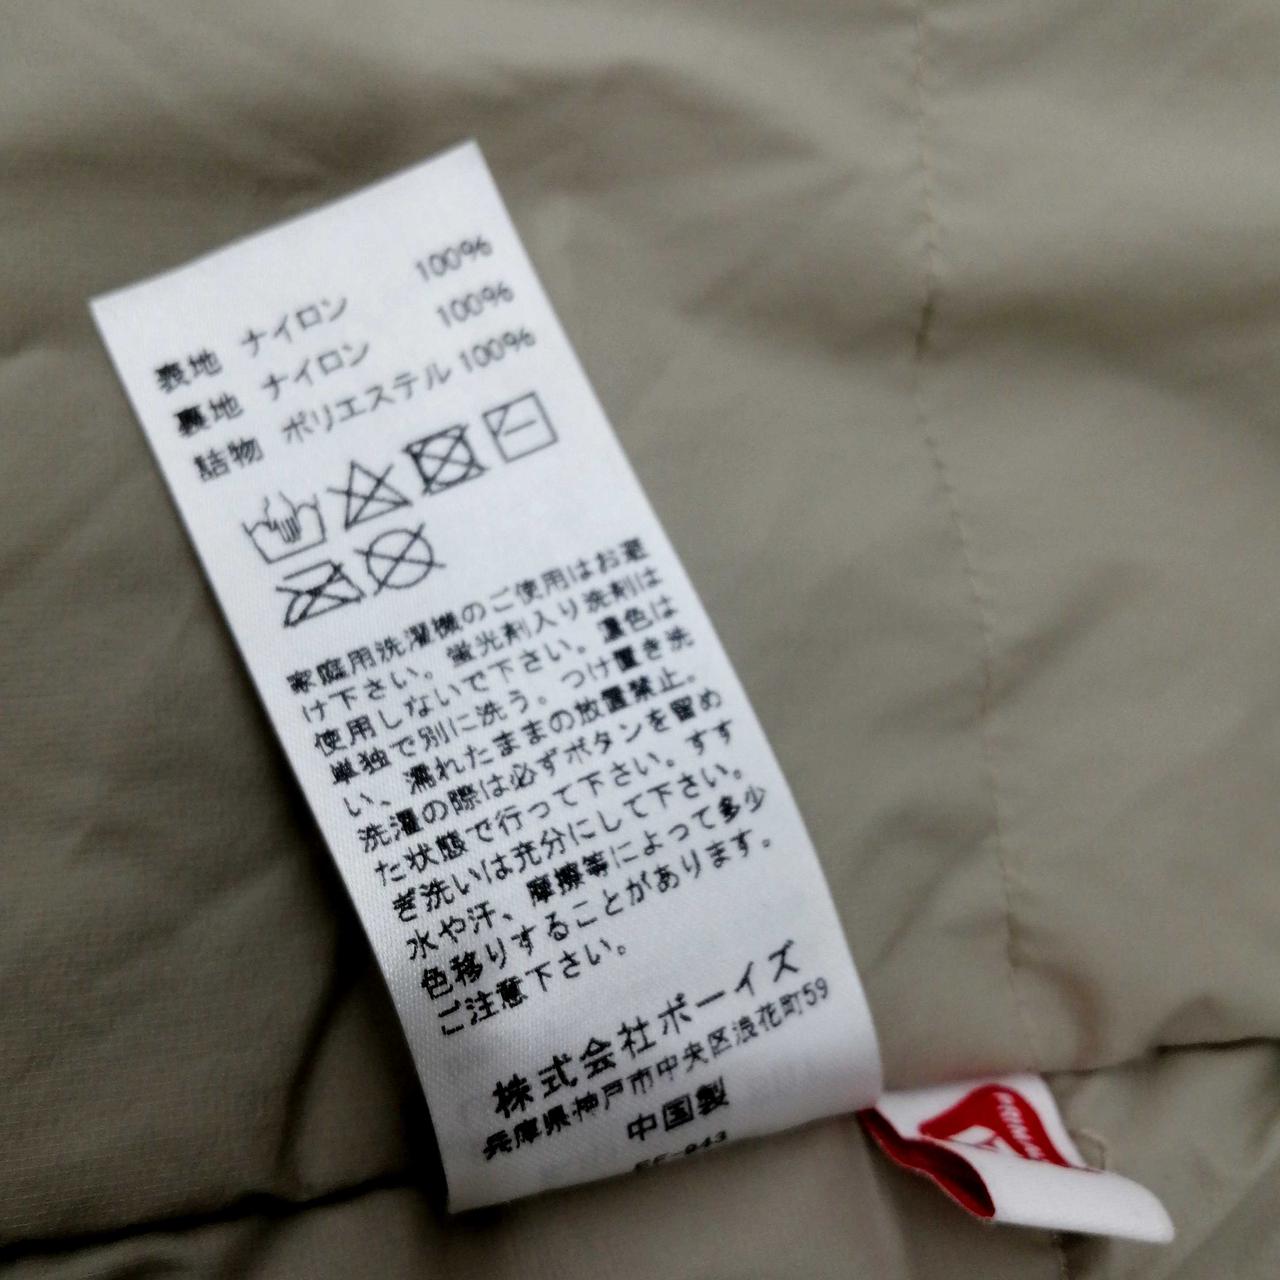 表地 ナイロン 100%
裏地 ナイロン 100%
詰物 ポリエステル 100%
家庭用洗濯機のご使用はお避
け下さい。蛍光剤入り洗剤は
使用しないで下さい。濃色は
単独で別に洗う。つけ置き洗
い、濡れたままの放置禁止。
洗濯の際は必ずボタンを留め
た状態で行って下さい。すす
ぎ洗いは充分にして下さい。
水や汗、摩擦等によって多少
色移りすることがあります。
ご注意下さい。
株式会社ボーイズ
兵庫県神戸市中央区浪花町59
中国製